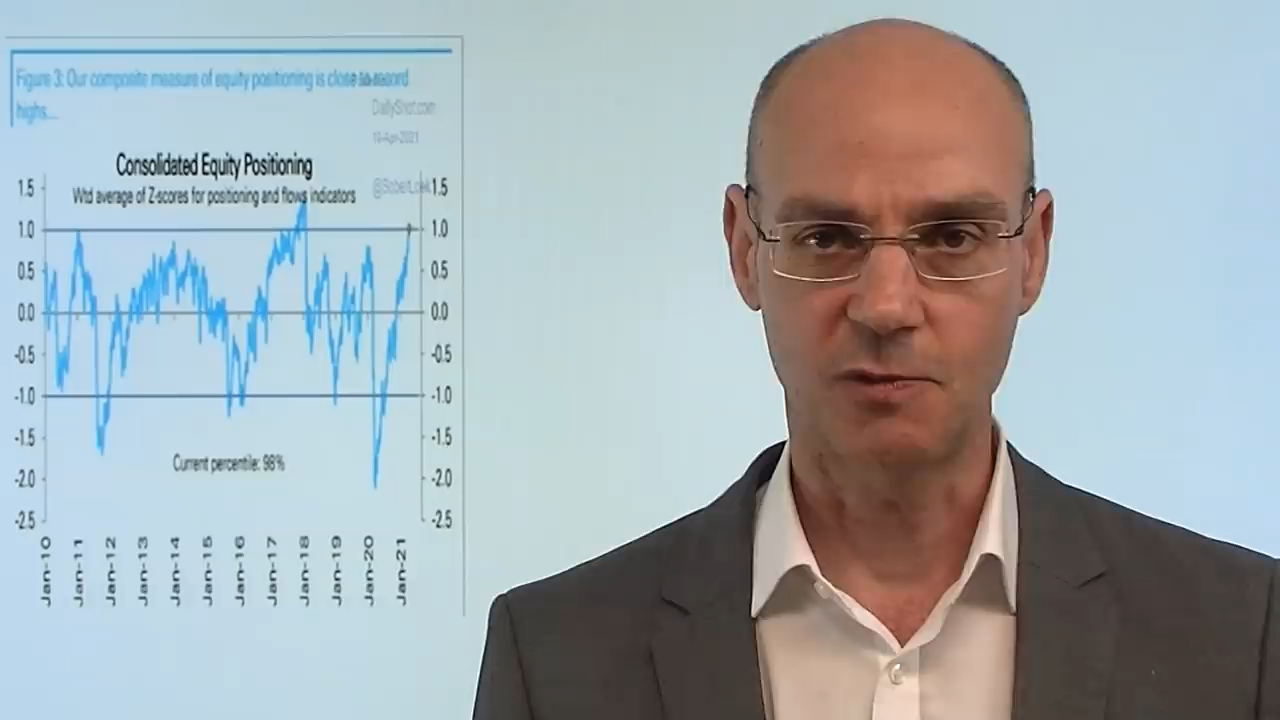 Figure 3: Our composite measure of equity positioning is close record
highs...
DailyShot.com
19-Apr-2021
Consolidated Equity Positioning
@SoberLook
Wtd average of Z-scores for positioning and flows indicators
1.5 1.5
1.0 1.0
0.5 0.5
0.0 0.0
-0.5 -0.5
-1.0 -1.0
-1.5 -1.5
Current percentile: 98%
-2.0 -2.0
-2.5 -2.5
Jan-10 Jan-11 Jan-12 Jan-13 Jan-14 Jan-15 Jan-16 Jan-17 Jan-18 Jan-19 Jan-20 Jan-21